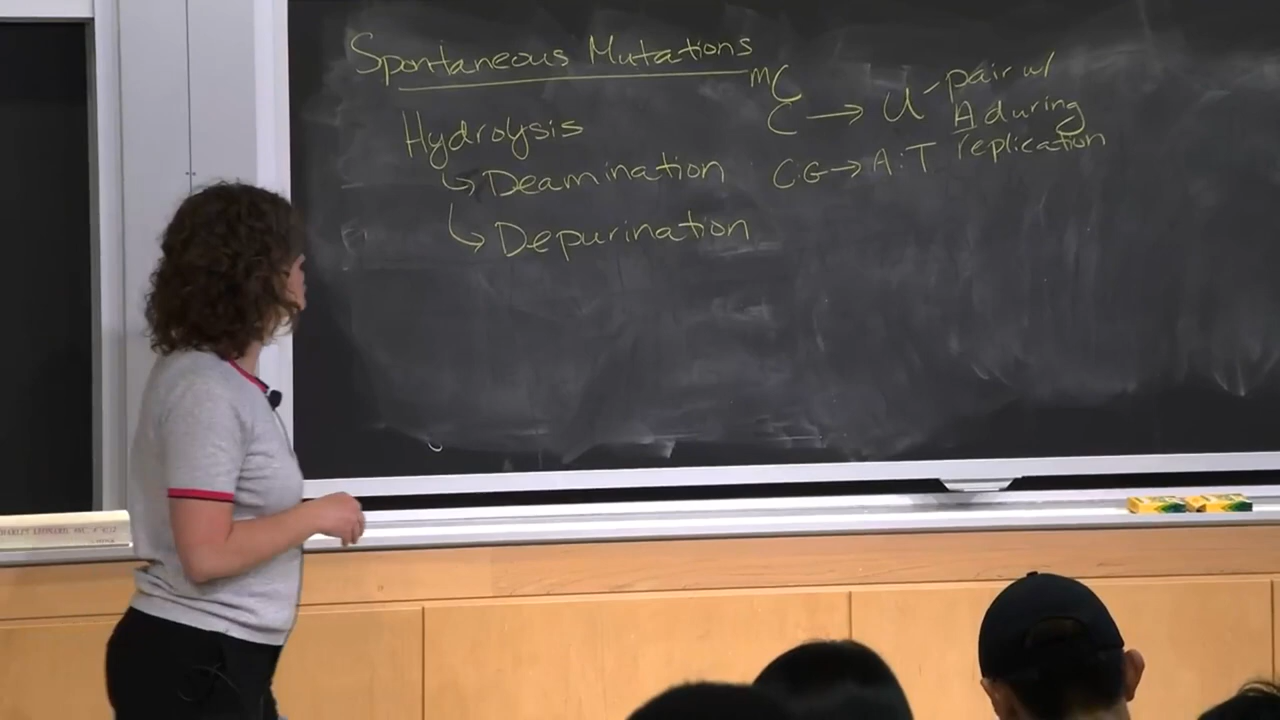 Spontaneous Mutations
Hydrolysis
↳ Deamination
↳ Depurination
mC
C → U - pair w/
A during
replication
C:G → A:T